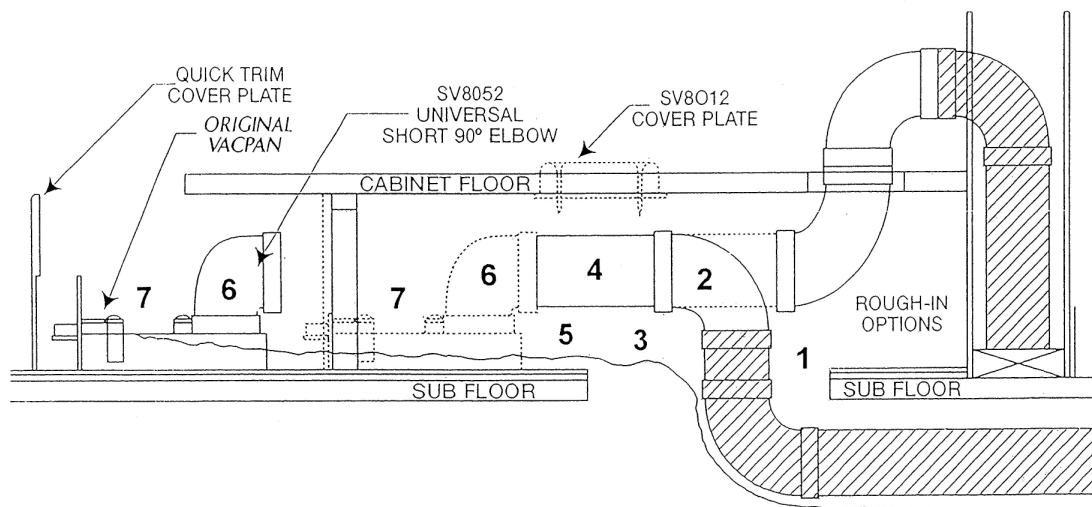 QUICK TRIM
COVER PLATE
ORIGINAL
VACPAN
SV8052
UNIVERSAL
SHORT 90º ELBOW
SV8O12
COVER PLATE
CABINET FLOOR
7
6
7
6
4
2
5
3
1
ROUGH-IN
OPTIONS
SUB FLOOR
SUB FLOOR